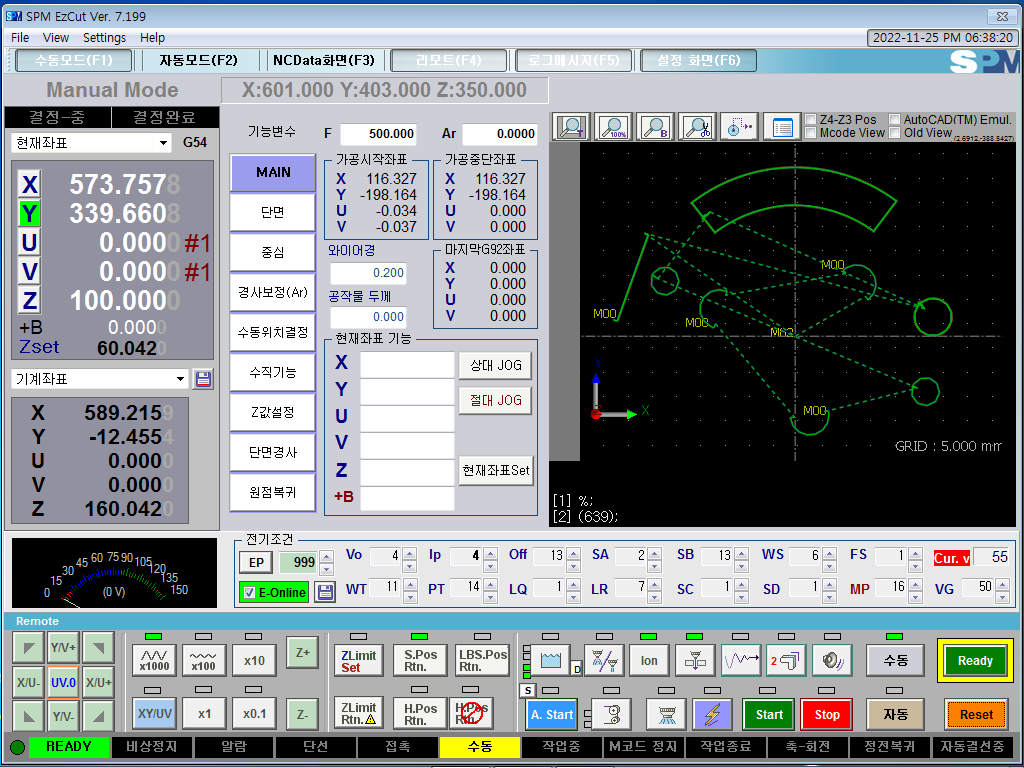 SPM EzCut Ver. 7.199
File View Settings Help
2022-11-25 PM 06:38:20
수동모드(F1) 자동모드(F2) NCData화면(F3) 리모트(F4) 로그메시지(F5) 설정 화면(F6) SPM
Manual Mode X:601.000 Y:403.000 Z:350.000
결정-중 결정완료
현재좌표 G54
X 573.7578
Y 339.6608
U 0.0000 #1
V 0.0000 #1
Z 100.0000
+B 0.0000
Zset 60.0420
기계좌표
X 589.2159
Y -12.4554
U 0.0000
V 0.0000
Z 160.0420
기능변수 F 500.000 Ar 0.0000
MAIN
단면
중심
경사보정(Ar)
수동위치결정
수직기능
Z값설정
단면경사
원점복귀
가공시작좌표
X 116.327
Y -198.164
U -0.034
V -0.037
가공중단좌표
X 116.327
Y -198.164
U 0.000
V 0.000
와이어경
0.200
공작물 두께
0.000
마지막G92좌표
X 0.000
Y 0.000
U 0.000
V 0.000
현재좌표 기능
X
Y
U
V
Z
+B
상대 JOG
절대 JOG
현재좌표Set
100% B
Z4-Z3 Pos AutoCAD(TM) Emul.
Mcode View Old View
(2.6912,-388.5427)
M00
M00
M00
M02
M00
Y
X
GRID : 5.000 mm
[1] %;
[2] (639);
0 15 30 45 60 75 90 105 120 135 150
(0 V)
전기조건
EP 999 Vo 4 Ip 4 Off 13 SA 2 SB 13 WS 6 FS 1 Cur. v 55
E-Online WT 11 PT 14 LQ 1 LR 7 SC 1 SD 1 MP 16 VG 50
Remote
Y/V+
X/U- UV.0 X/U+
Y/V-
x1000 x100 x10 Z+
XY/UV x1 x0.1 Z-
ZLimit Set S.Pos Rtn. LBS.Pos Rtn.
ZLimit Rtn. H.Pos Rtn. H.Pos Rtn.
D Ion 2 수동 Ready
S A. Start Start Stop 자동 Reset
READY 비상정지 알람 단선 접촉 수동 작업중 M코드 정지 작업종료 축-회전 정전복귀 자동결선중